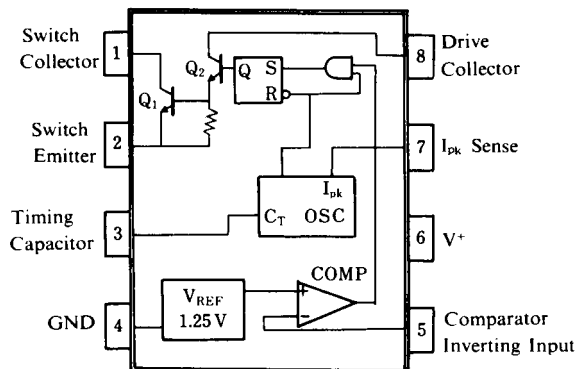 Switch
Collector
1
Q₂
Q
S
R
8
Drive
Collector
Q₁
Switch
Emitter
2
7
Ipk Sense
Timing
Capacitor
3
Ipk
CT OSC
6
V⁺
COMP
GND
4
VREF
1.25 V
+
−
5
Comparator
Inverting Input